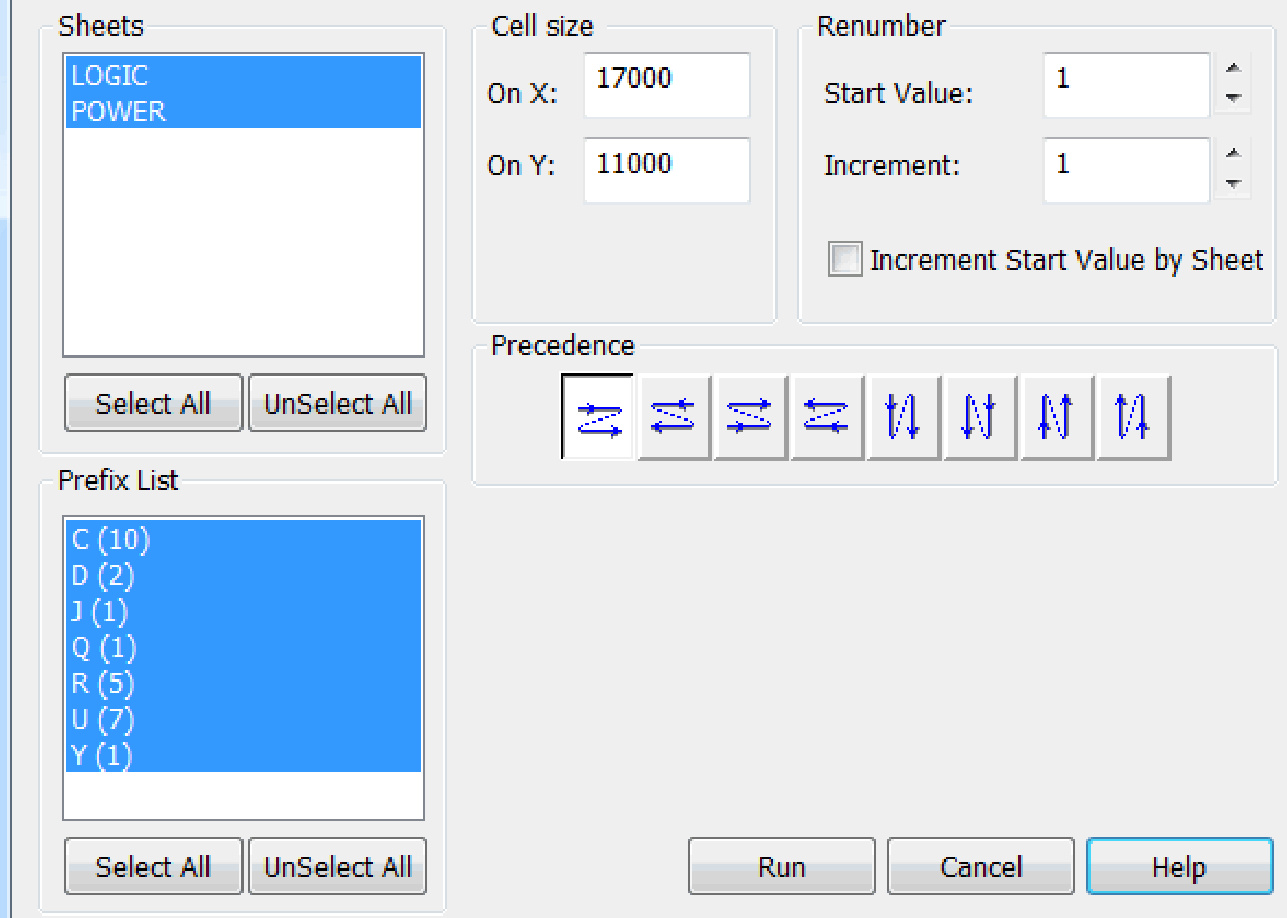 Sheets
LOGIC
POWER
Select All
UnSelect All
Prefix List
C (10)
D (2)
J (1)
Q (1)
R (5)
U (7)
Y (1)
Select All
UnSelect All
Cell size
On X:
17000
On Y:
11000
Renumber
Start Value:
1
Increment:
1
Increment Start Value by Sheet
Precedence
Run
Cancel
Help